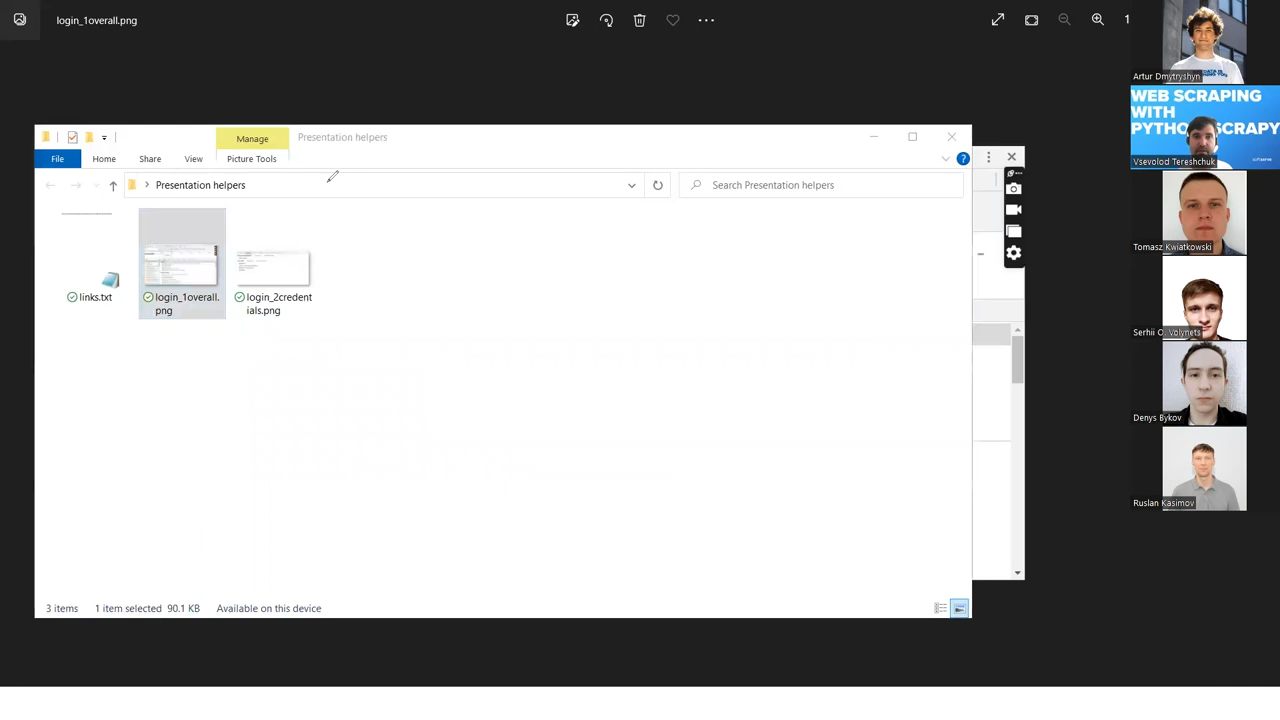 login_1overall.png
1
Manage
Presentation helpers
File
Home
Share
View
Picture Tools
Presentation helpers
Search Presentation helpers
links.txt
login_1overall.
png
login_2credent
ials.png
3 items
1 item selected
90.1 KB
Available on this device
Artur Dmytryshyn
WEB SCRAPING
WITH
PYTHON SCRAPY
Vsevolod Tereshchuk
Tomasz Kwiatkowski
Serhii O. Volynets
Denys Bykov
Ruslan Kasimov